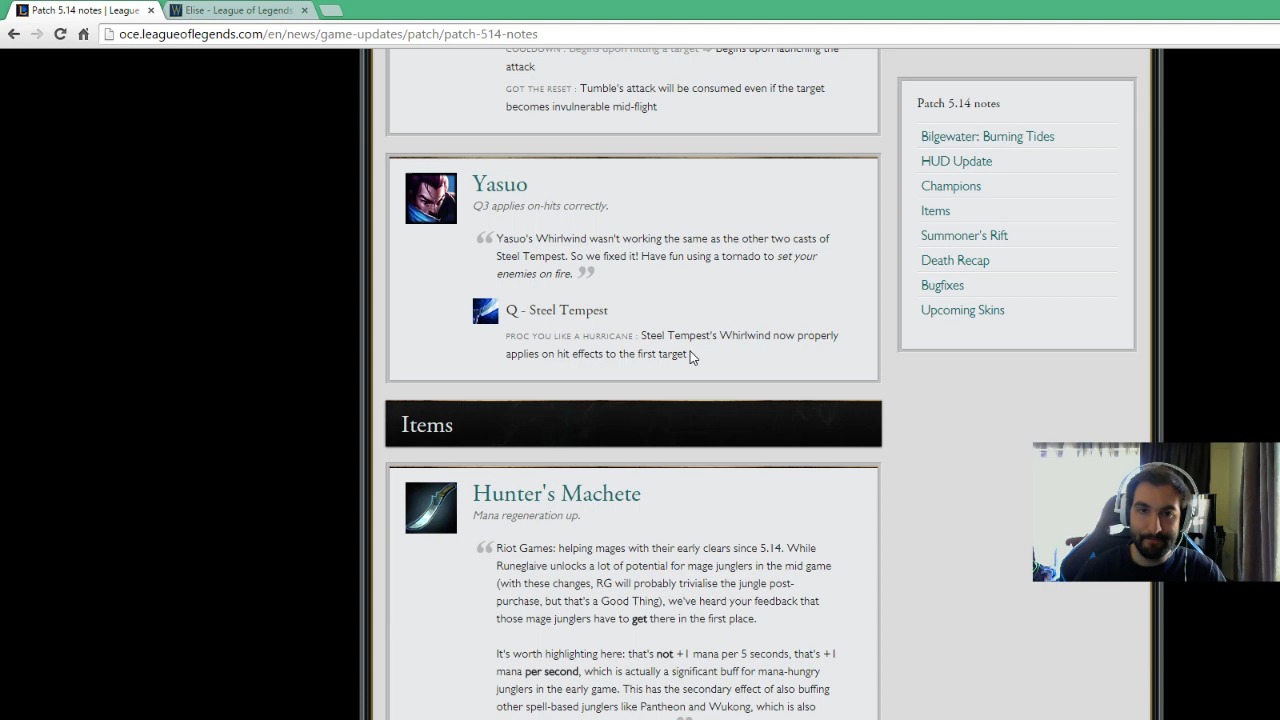 Patch 5.14 notes | League
Elise - League of Legends
oce.leagueoflegends.com/en/news/game-updates/patch/patch-514-notes
COOLDOWN : Begins upon hitting a target ⇒ Begins upon launching the
attack
GOT THE RESET : Tumble's attack will be consumed even if the target
becomes invulnerable mid-flight
Yasuo
Q3 applies on-hits correctly.
Yasuo's Whirlwind wasn't working the same as the other two casts of
Steel Tempest. So we fixed it! Have fun using a tornado to set your
enemies on fire.
Q - Steel Tempest
PROC YOU LIKE A HURRICANE : Steel Tempest's Whirlwind now properly
applies on hit effects to the first target
Items
Hunter's Machete
Mana regeneration up.
Riot Games: helping mages with their early clears since 5.14. While
Runeglaive unlocks a lot of potential for mage junglers in the mid game
(with these changes, RG will probably trivialise the jungle post-
purchase, but that's a Good Thing), we've heard your feedback that
those mage junglers have to get there in the first place.
It's worth highlighting here: that's not +1 mana per 5 seconds, that's +1
mana per second, which is actually a significant buff for mana-hungry
junglers in the early game. This has the secondary effect of also buffing
other spell-based junglers like Pantheon and Wukong, which is also
Patch 5.14 notes
Bilgewater: Burning Tides
HUD Update
Champions
Items
Summoner's Rift
Death Recap
Bugfixes
Upcoming Skins